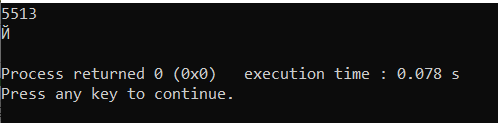 5513
Й
Process returned 0 (0x0)   execution time : 0.078 s
Press any key to continue.